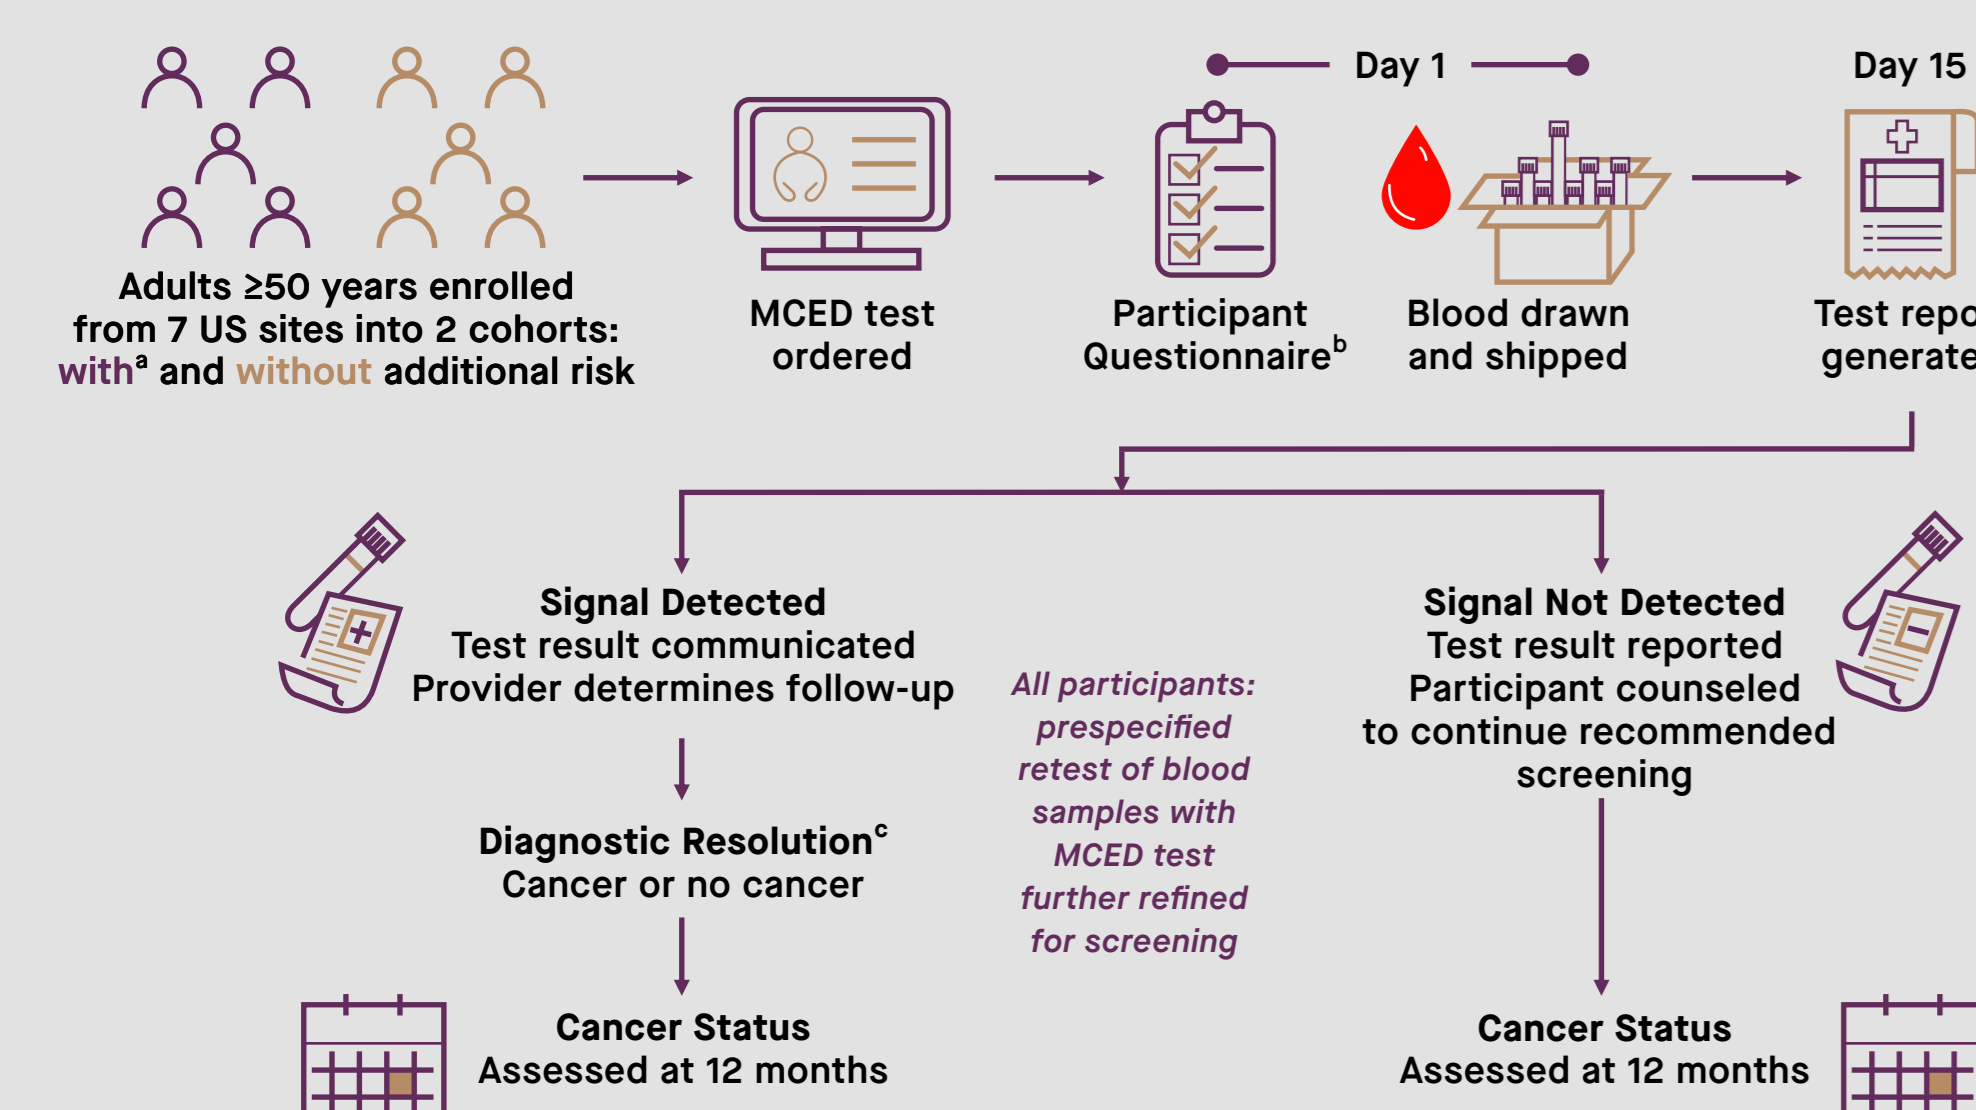 Day 1
Day 15
Adults ≥50 years enrolled
from 7 US sites into 2 cohorts:
withᵃ and without additional risk
MCED test
ordered
Participant
Questionnaireᵇ
Blood drawn
and shipped
Test
Signal Detected
Test result communicated
Provider determines follow-up
All participants:
prespecified
retest of blood
samples with
MCED test
further refined
for screening
Signal Not Detected
Test result reported
Participant counseled
to continue recommended
screening
Diagnostic Resolutionᶜ
Cancer or no cancer
Cancer Status
Assessed at 12 months
Cancer Status
Assessed at 12 months